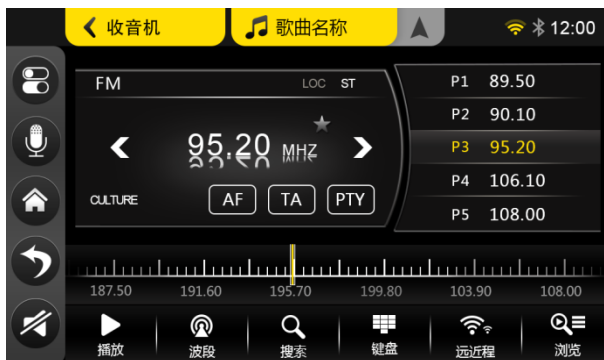 收音机 歌曲名称 12:00
FM LOC ST
95.20 MHZ
CULTURE AF TA PTY
P1 89.50
P2 90.10
P3 95.20
P4 106.10
P5 108.00
187.50 191.60 195.70 199.80 103.90 108.00
播放 波段 搜索 键盘 远近程 浏览